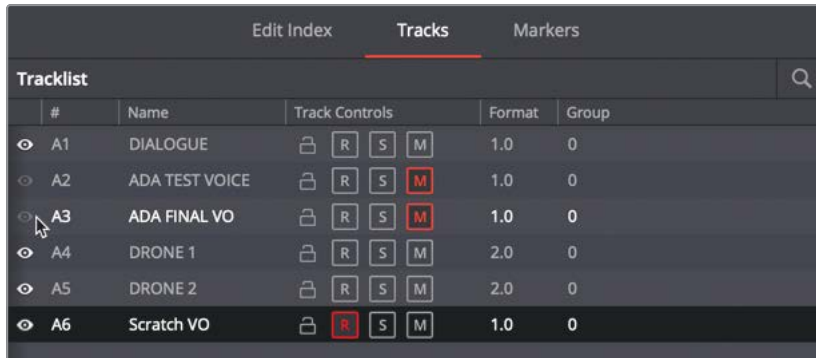 Edit Index Tracks Markers
Tracklist
# Name Track Controls Format Group
A1 DIALOGUE R S M 1.0 0
A2 ADA TEST VOICE R S M 1.0 0
A3 ADA FINAL VO R S M 1.0 0
A4 DRONE 1 R S M 2.0 0
A5 DRONE 2 R S M 2.0 0
A6 Scratch VO R S M 1.0 0